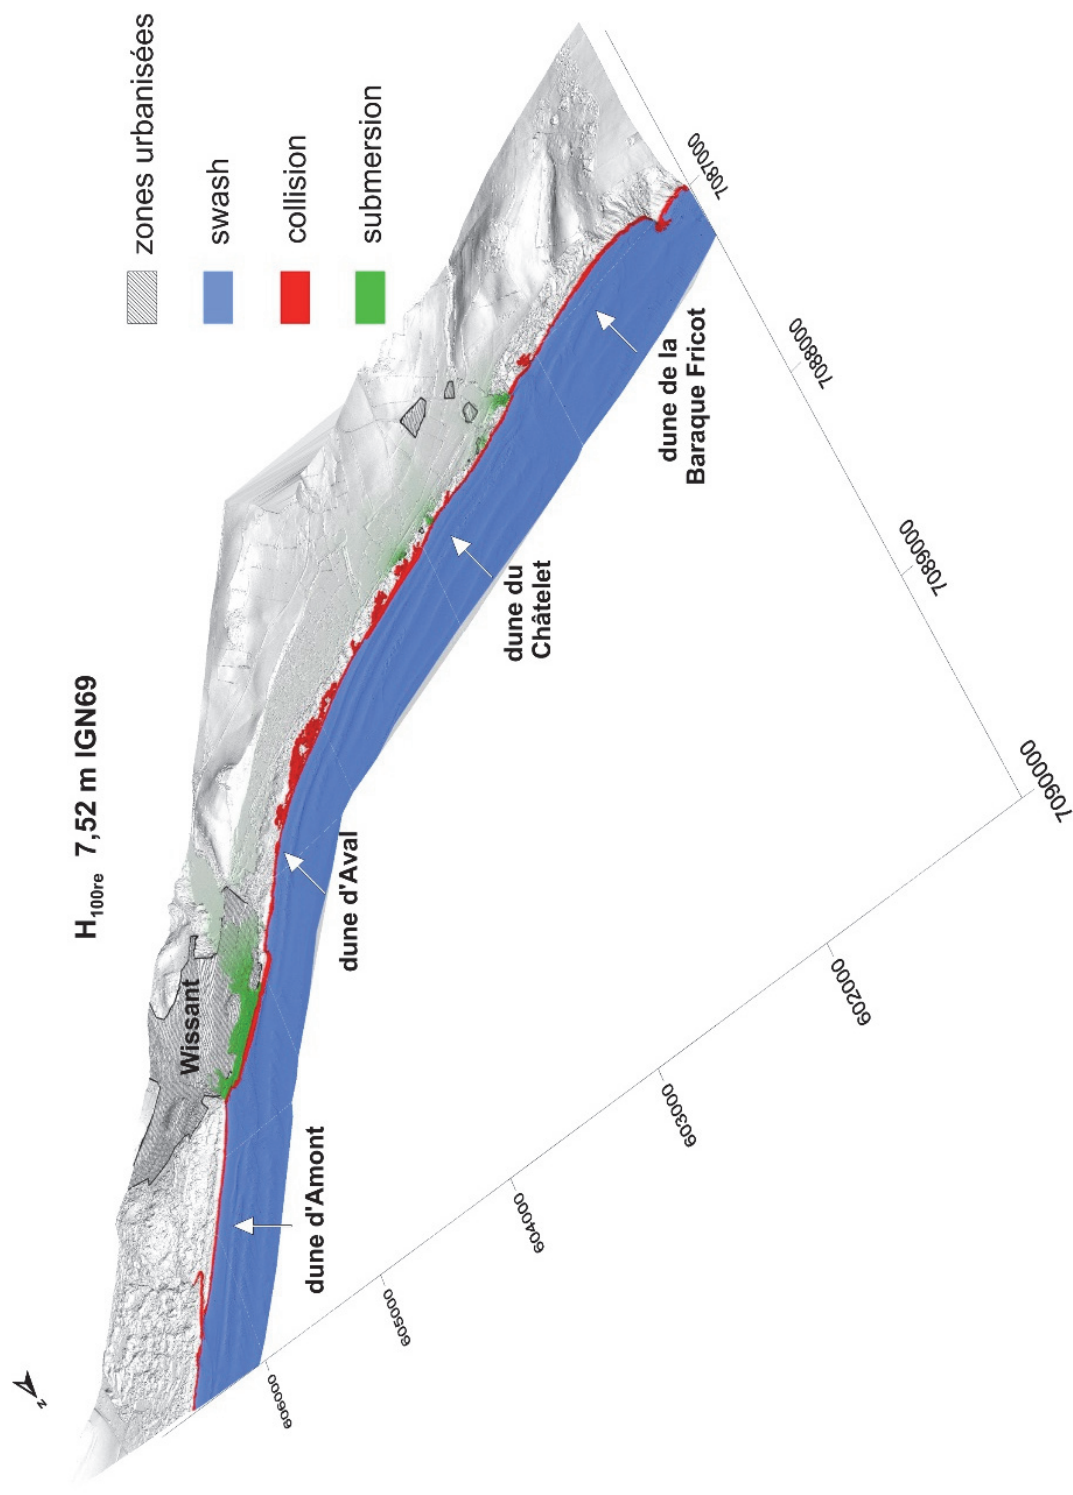 H100re 7,52 m IGN69
zones urbanisées
swash
collision
submersion
Wissant
dune d'Amont
dune d'Aval
dune du
Châtelet
dune de la
Baraque Fricot
606000
605000
604000
603000
602000
7090000
7089000
7088000
7087000
N